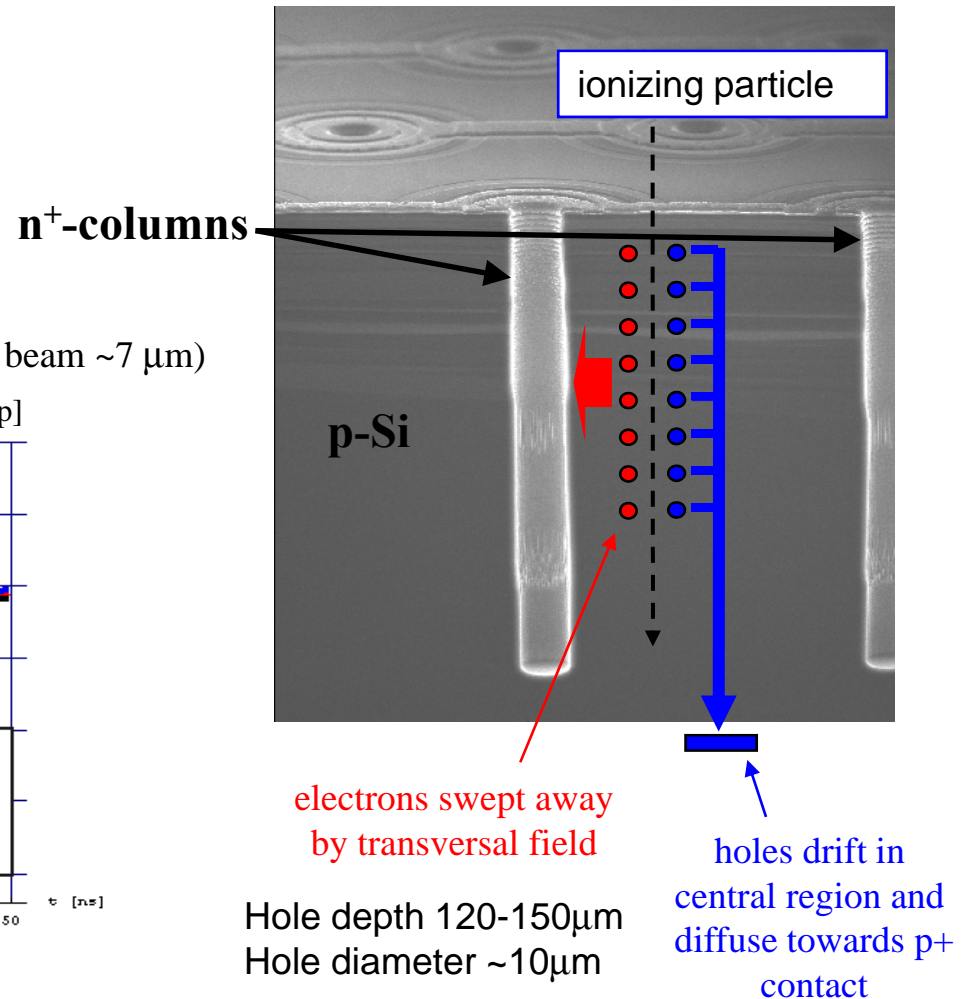 ionizing particle
n⁺-columns
beam ~7 μm)
p]
p-Si
t [ns]
50
electrons swept away
by transversal field
holes drift in
central region and
diffuse towards p+
contact
Hole depth 120-150μm
Hole diameter ~10μm